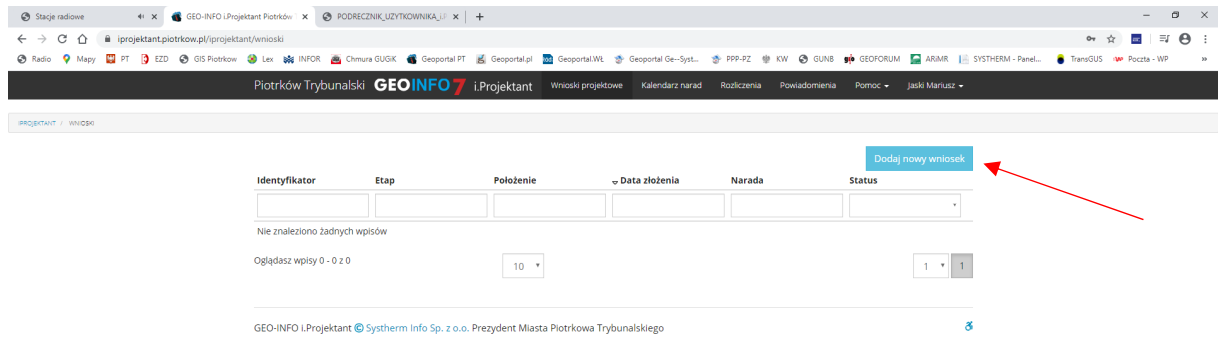 Stacje radiowe GEO-INFO i.Projektant Piotrków PODRECZNIK_UZYTKOWNIKA_i.P
iprojektant.piotrkow.pl/iprojektant/wnioski
Radio Mapy PT EZD GIS Piotrkow Lex INFOR Chmura GUGiK Geoportal PT Geoportal.pl Geoportal.WŁ Geoportal Ge--Syst... PPP-PZ KW GUNB GEOFORUM ARiMR SYSTHERM - Panel... TransGUS Poczta - WP »
Piotrków Trybunalski GEOINFO 7 i.Projektant Wnioski projektowe Kalendarz narad Rozliczenia Powiadomienia Pomoc Jaski Mariusz
IPROJEKTANT / WNIOSKI
Dodaj nowy wniosek
Identyfikator Etap Położenie Data złożenia Narada Status
Nie znaleziono żadnych wpisów
Oglądasz wpisy 0 - 0 z 0 10 1 1
GEO-INFO i.Projektant © Systherm Info Sp. z o.o. Prezydent Miasta Piotrkowa Trybunalskiego